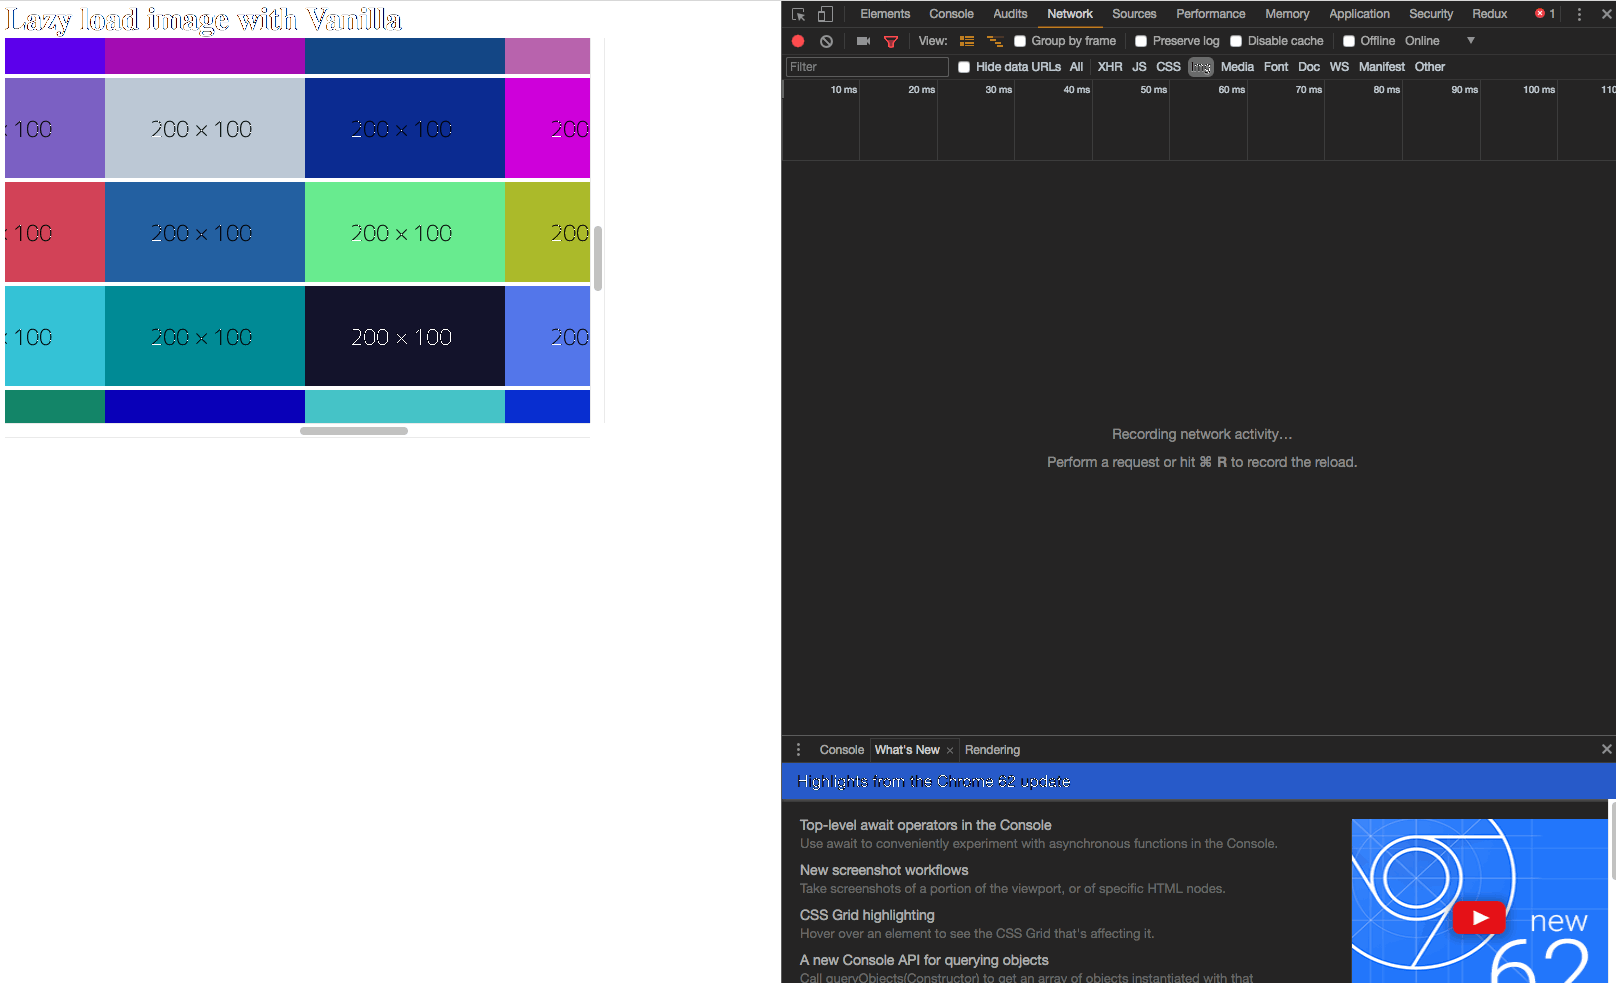 Lazy load image with Vanilla
× 100 200 × 100 200 × 100 200
× 100 200 × 100 200 × 100 200
× 100 200 × 100 200 × 100 200
Elements Console Audits Network Sources Performance Memory Application Security Redux 1
View: Group by frame Preserve log Disable cache Offline Online
Filter Hide data URLs All XHR JS CSS Img Media Font Doc WS Manifest Other
10 ms 20 ms 30 ms 40 ms 50 ms 60 ms 70 ms 80 ms 90 ms 100 ms 110
Recording network activity…
Perform a request or hit ⌘ R to record the reload.
Console What's New × Rendering
Highlights from the Chrome 62 update
Top-level await operators in the Console
Use await to conveniently experiment with asynchronous functions in the Console.
New screenshot workflows
Take screenshots of a portion of the viewport, or of specific HTML nodes.
CSS Grid highlighting
Hover over an element to see the CSS Grid that's affecting it.
A new Console API for querying objects
Call queryObjects(Constructor) to get an array of objects instantiated with that
new
62